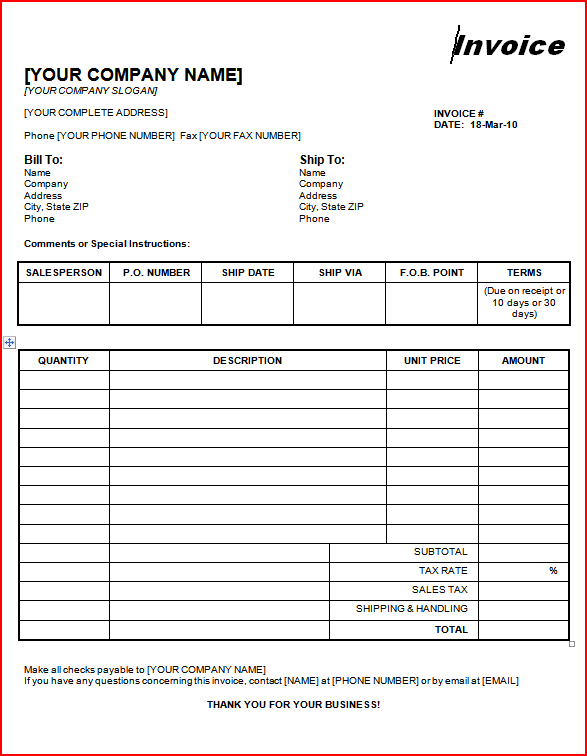 Invoice
[YOUR COMPANY NAME]
[YOUR COMPANY SLOGAN]
[YOUR COMPLETE ADDRESS]
INVOICE #
DATE: 18-Mar-10
Phone [YOUR PHONE NUMBER] Fax [YOUR FAX NUMBER]
Bill To:
Name
Company
Address
City, State ZIP
Phone
Ship To:
Name
Company
Address
City, State ZIP
Phone
Comments or Special Instructions:
SALESPERSON P.O. NUMBER SHIP DATE SHIP VIA F.O.B. POINT TERMS
(Due on receipt or
10 days or 30
days)
QUANTITY DESCRIPTION UNIT PRICE AMOUNT
SUBTOTAL
TAX RATE %
SALES TAX
SHIPPING & HANDLING
TOTAL
Make all checks payable to [YOUR COMPANY NAME]
If you have any questions concerning this invoice, contact [NAME] at [PHONE NUMBER] or by email at [EMAIL]
THANK YOU FOR YOUR BUSINESS!